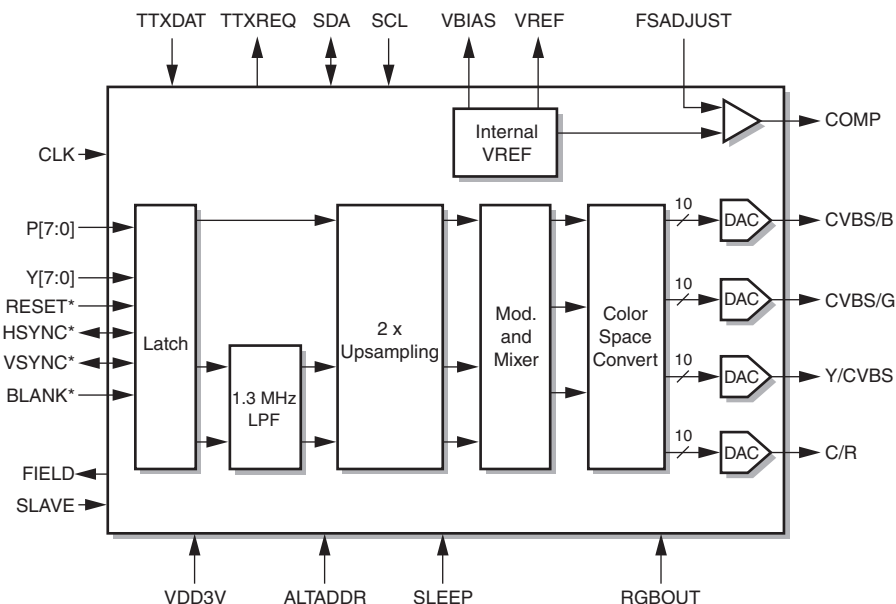 TTXDAT TTXREQ SDA SCL VBIAS VREF FSADJUST
Internal
VREF
COMP
CLK
P[7:0]
Y[7:0]
RESET*
HSYNC*
VSYNC*
BLANK*
FIELD
SLAVE
Latch
1.3 MHz
LPF
2 x
Upsampling
Mod.
and
Mixer
Color
Space
Convert
10 DAC CVBS/B
10 DAC CVBS/G
10 DAC Y/CVBS
10 DAC C/R
VDD3V ALTADDR SLEEP RGBOUT